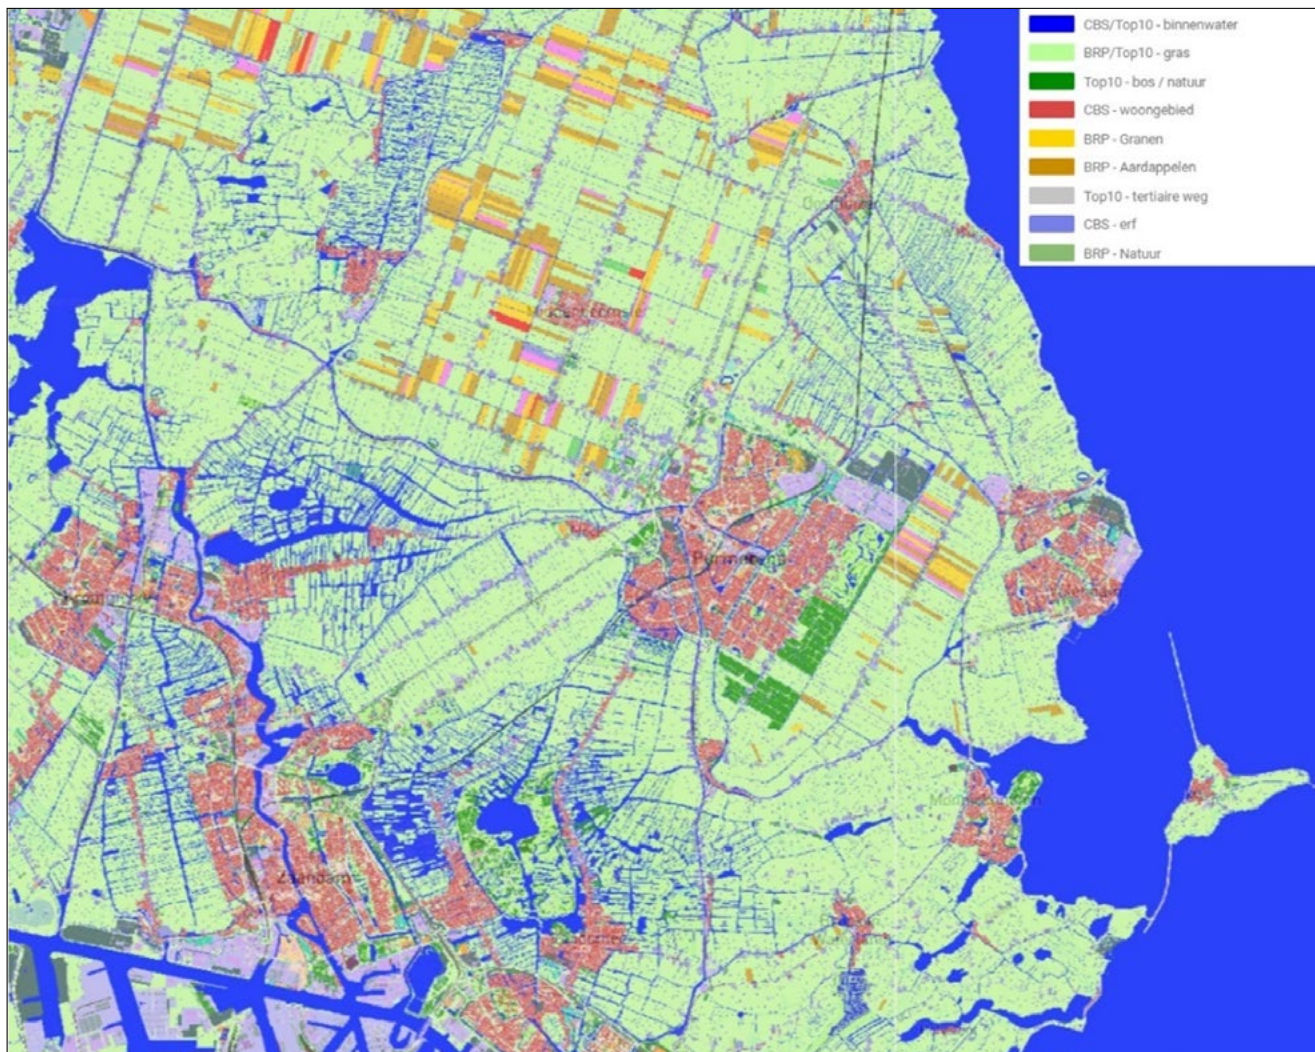 CBS/Top10 - binnenwater
BRP/Top10 - gras
Top10 - bos / natuur
CBS - woongebied
BRP - Granen
BRP - Aardappelen
Top10 - tertiaire weg
CBS - erf
BRP - Natuur
Purmerend
Zaandam